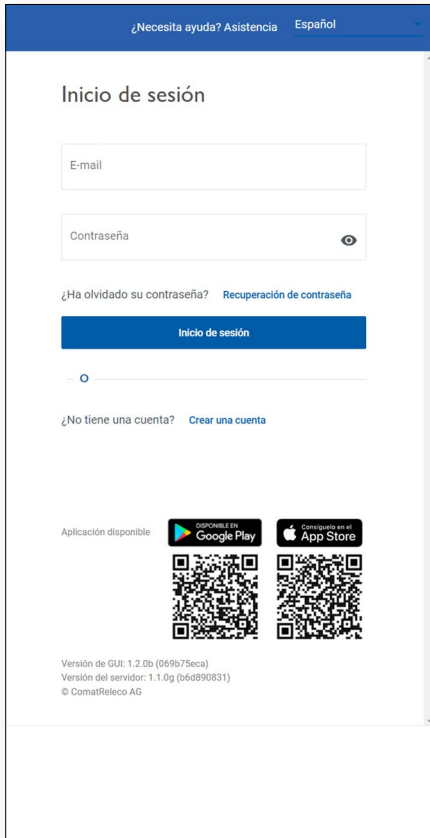 ¿Necesita ayuda? Asistencia Español
Inicio de sesión
E-mail
Contraseña
¿Ha olvidado su contraseña? Recuperación de contraseña
Inicio de sesión
O
¿No tiene una cuenta? Crear una cuenta
Aplicación disponible
DISPONIBLE EN
Google Play
Consíguelo en el
App Store
Versión de GUI: 1.2.0b (069b75eca)
Versión del servidor: 1.1.0g (b6d890831)
© ComatReleco AG